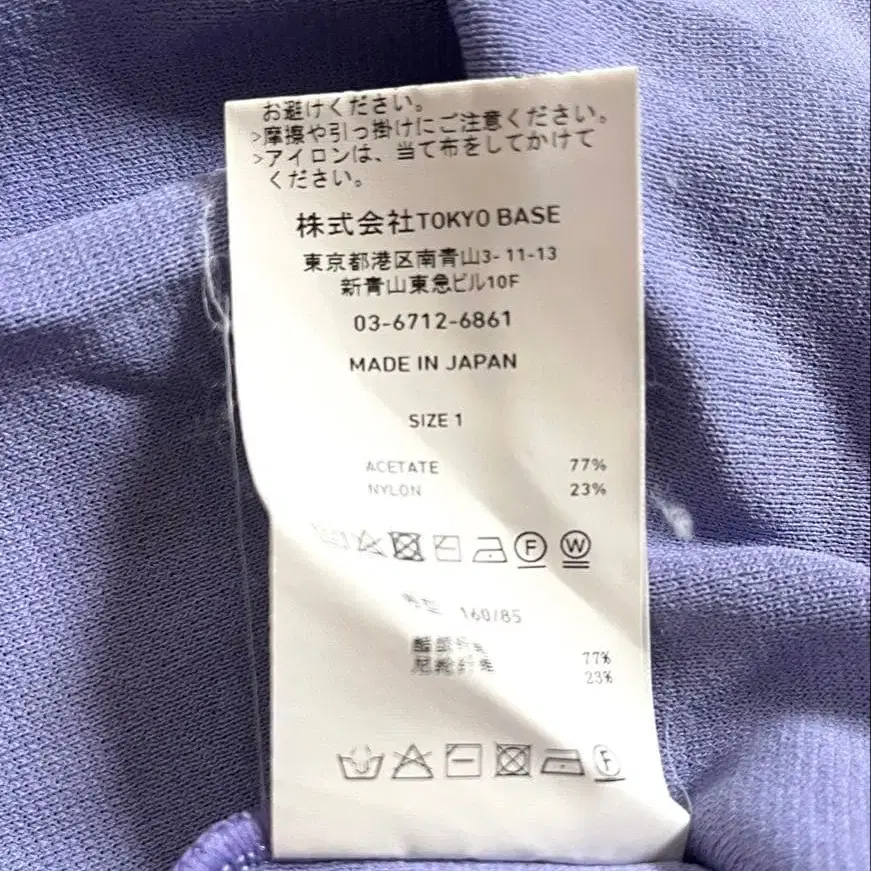 お避けください。
>摩擦や引っ掛けにご注意ください。
>アイロンは、当て布をしてかけて
ください。
株式会社TOKYO BASE
東京都港区南青山3-11-13
新青山東急ビル10F
03-6712-6861
MADE IN JAPAN
SIZE 1
ACETATE 77%
NYLON 23%
F W
160/85
77%
23%
F